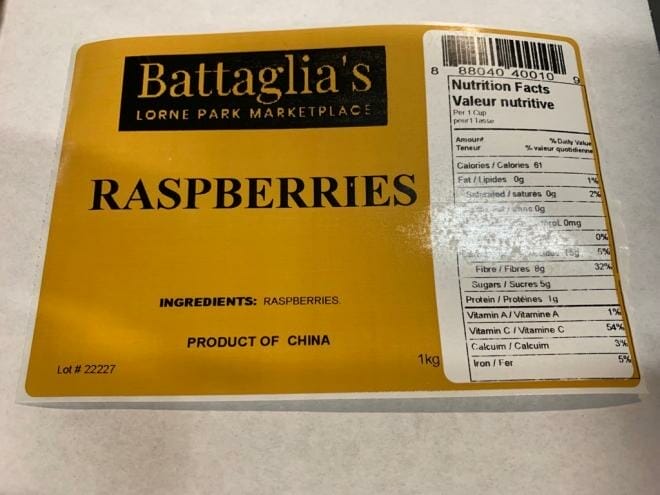 Battaglia's
LORNE PARK MARKETPLACE
RASPBERRIES
INGREDIENTS: RASPBERRIES.
PRODUCT OF CHINA
Lot # 22227
1kg
8 88040 40010 9
Nutrition Facts
Valeur nutritive
Per 1 Cup
pour 1 Tasse
Amount % Daily Value
Teneur % valeur quotidienne
Calories / Calories 61
Fat / Lipides 0g 1%
Saturated / saturés 0g 2%
0g
0mg
0%
15g 5%
Fibre / Fibres 8g 32%
Sugars / Sucres 5g
Protein / Protéines 1g
Vitamin A / Vitamine A 1%
Vitamin C / Vitamine C 54%
Calcuim / Calcuim 3%
Iron / Fer 5%